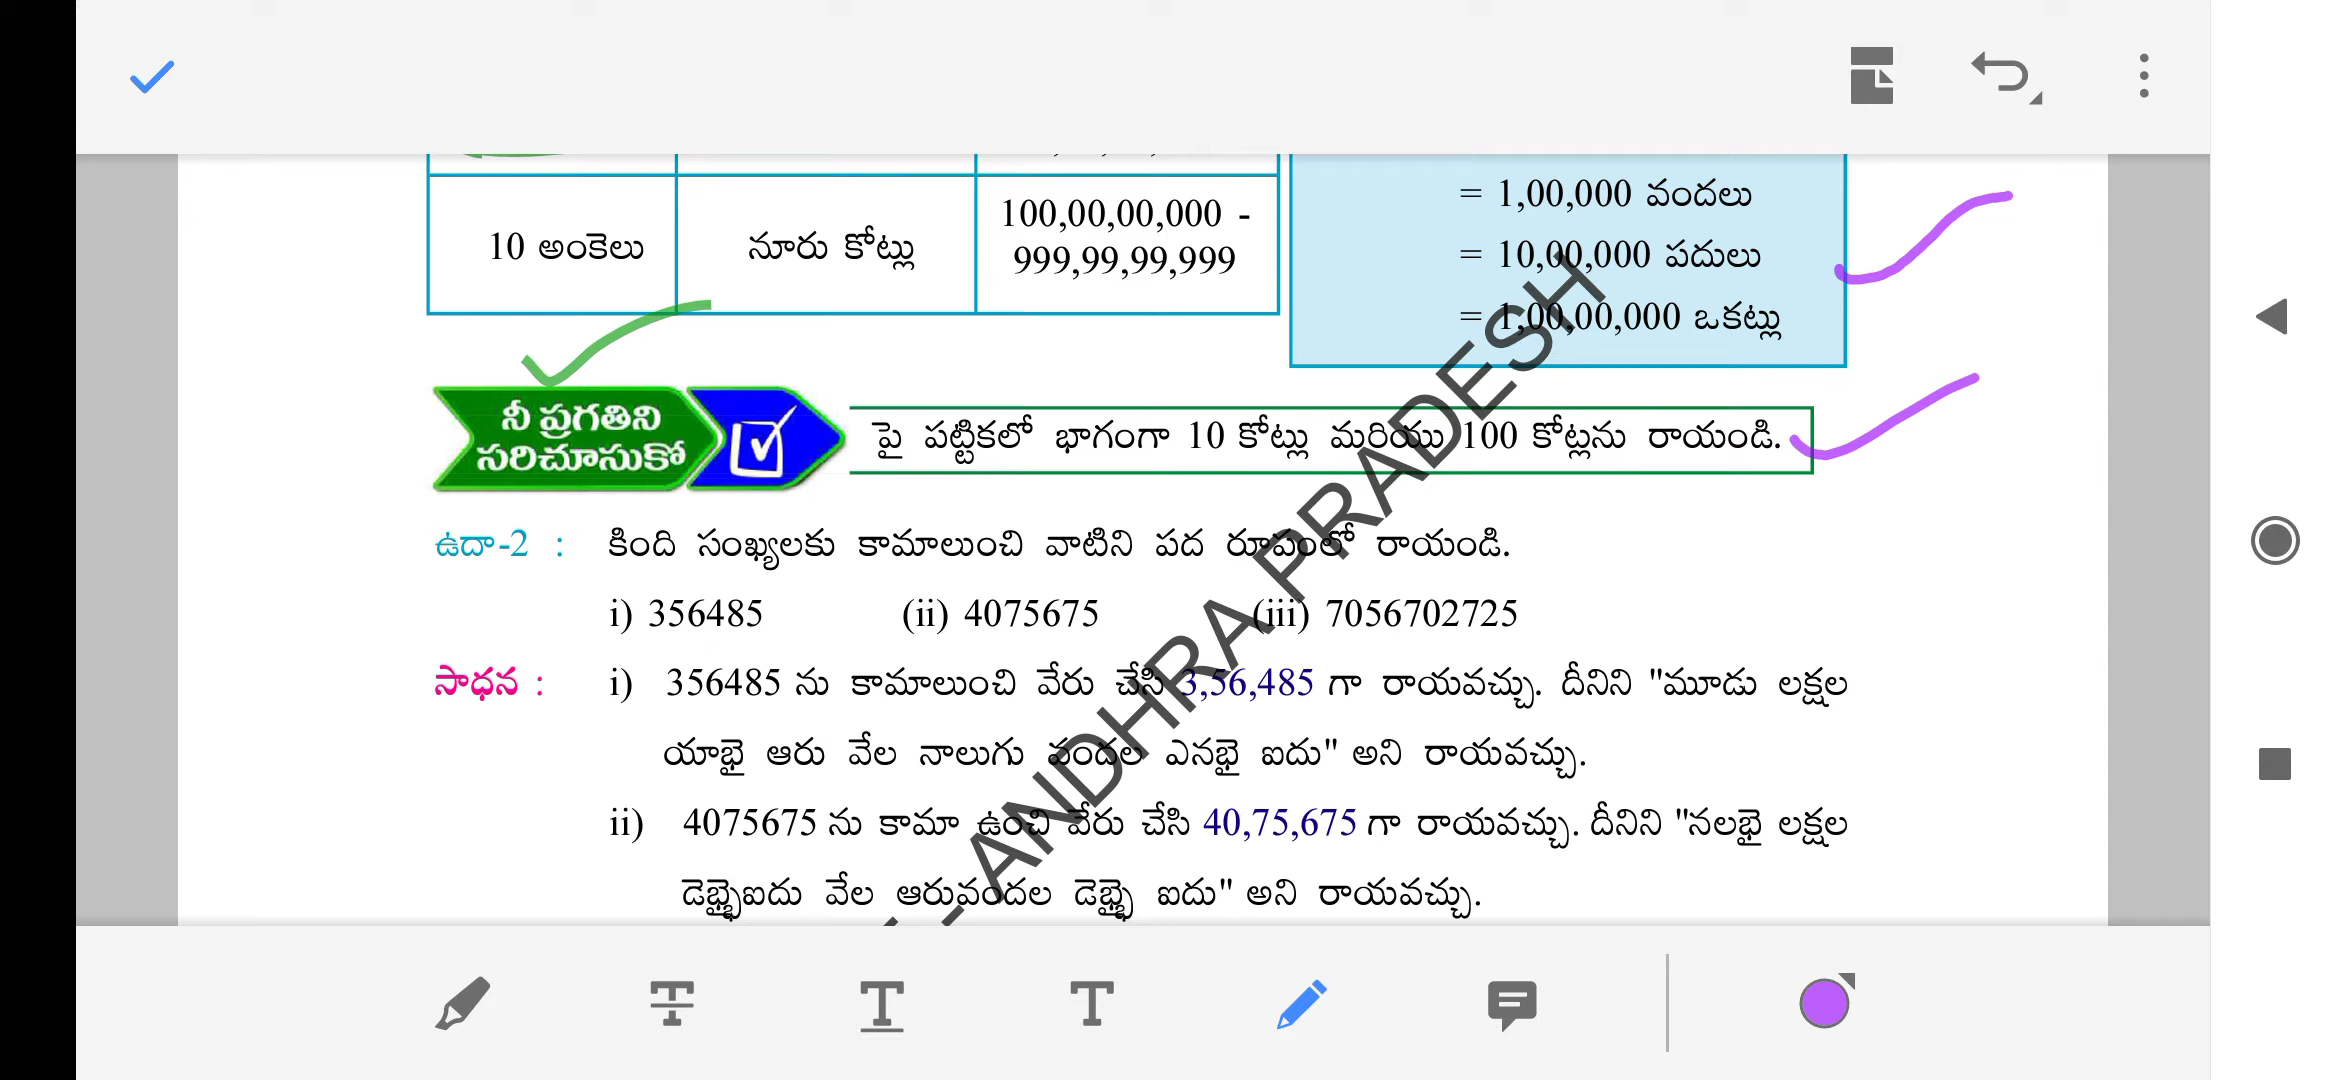 = 1,00,000 వందలు
100,00,00,000 -
10 అంకెలు నూరు కోట్లు
999,99,99,999
= 10,00,000 పదులు
= 1,00,00,000 ఒకట్లు
నీ ప్రగతిని
సరిచూసుకో
పై పట్టికలో భాగంగా 10 కోట్లు మరియు 100 కోట్లను రాయండి.
ఉదా-2 : కింది సంఖ్యలకు కామాలుంచి వాటిని పద రూపంలో రాయండి.
i) 356485 (ii) 4075675 (iii) 7056702725
సాధన : i) 356485 ను కామాలుంచి వేరు చేసి 3,56,485 గా రాయవచ్చు. దీనిని "మూడు లక్షల
యాభై ఆరు వేల నాలుగు వందల ఎనభై ఐదు" అని రాయవచ్చు.
ii) 4075675 ను కామా ఉంచి వేరు చేసి 40,75,675 గా రాయవచ్చు. దీనిని "నలభై లక్షల
డెబ్భైఐదు వేల ఆరువందల డెబ్భై ఐదు" అని రాయవచ్చు.
- ANDHRA PRADESH